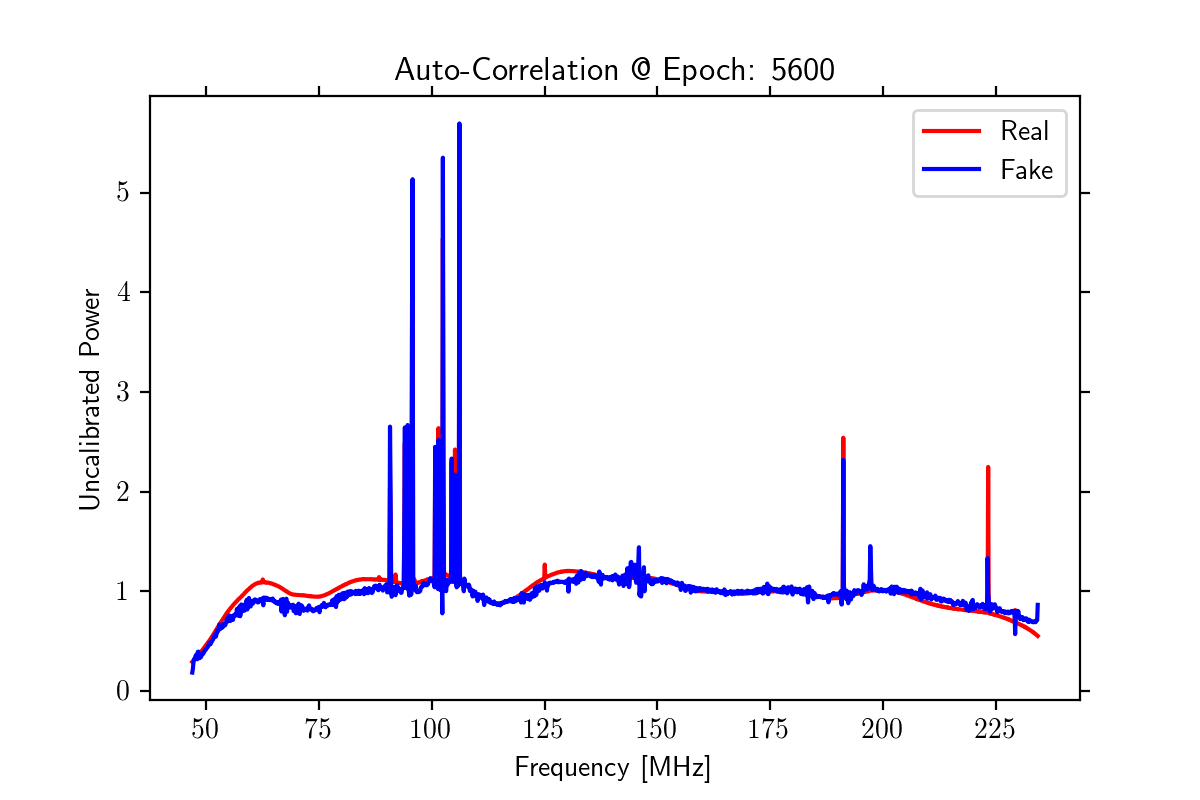 Auto-Correlation @ Epoch: 5600
Real
Fake
Uncalibrated Power
5
4
3
2
1
0
50 75 100 125 150 175 200 225
Frequency [MHz]